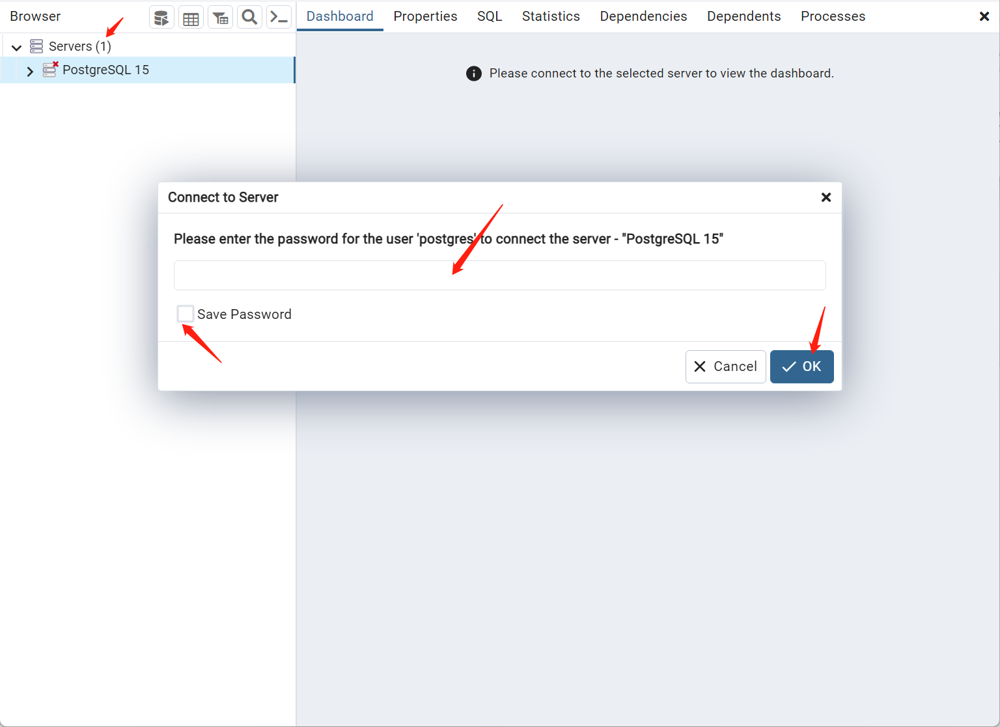 Browser
Dashboard Properties SQL Statistics Dependencies Dependents Processes
Servers (1)
PostgreSQL 15
Please connect to the selected server to view the dashboard.
Connect to Server
Please enter the password for the user 'postgres' to connect the server - "PostgreSQL 15"
Save Password
Cancel
OK